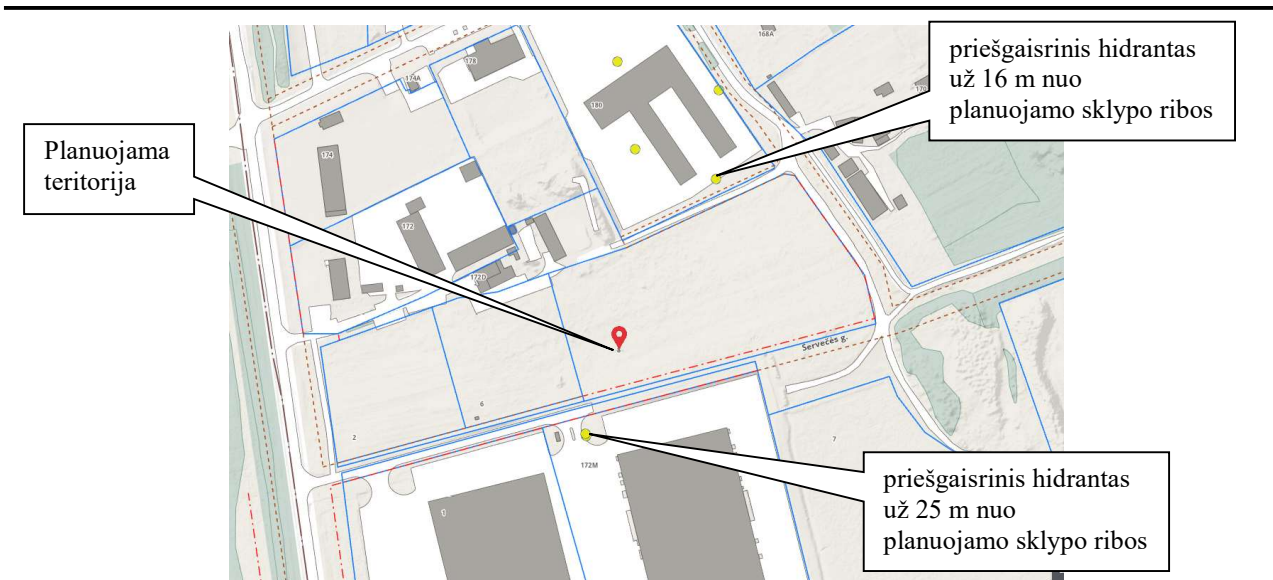 priešgaisrinis hidrantas
už 16 m nuo
planuojamo sklypo ribos
Planuojama
teritorija
168A
178
174A
180
170
174
172
172D
Servečės g.
6
2
7
172M
1
priešgaisrinis hidrantas
už 25 m nuo
planuojamo sklypo ribos